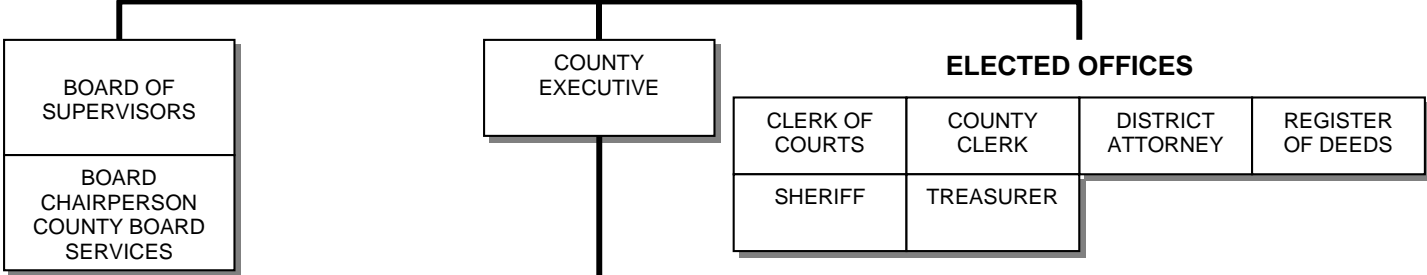 BOARD OF
SUPERVISORS
BOARD
CHAIRPERSON
COUNTY BOARD
SERVICES
COUNTY
EXECUTIVE
ELECTED OFFICES
CLERK OF
COURTS
COUNTY
CLERK
DISTRICT
ATTORNEY
REGISTER
OF DEEDS
SHERIFF
TREASURER